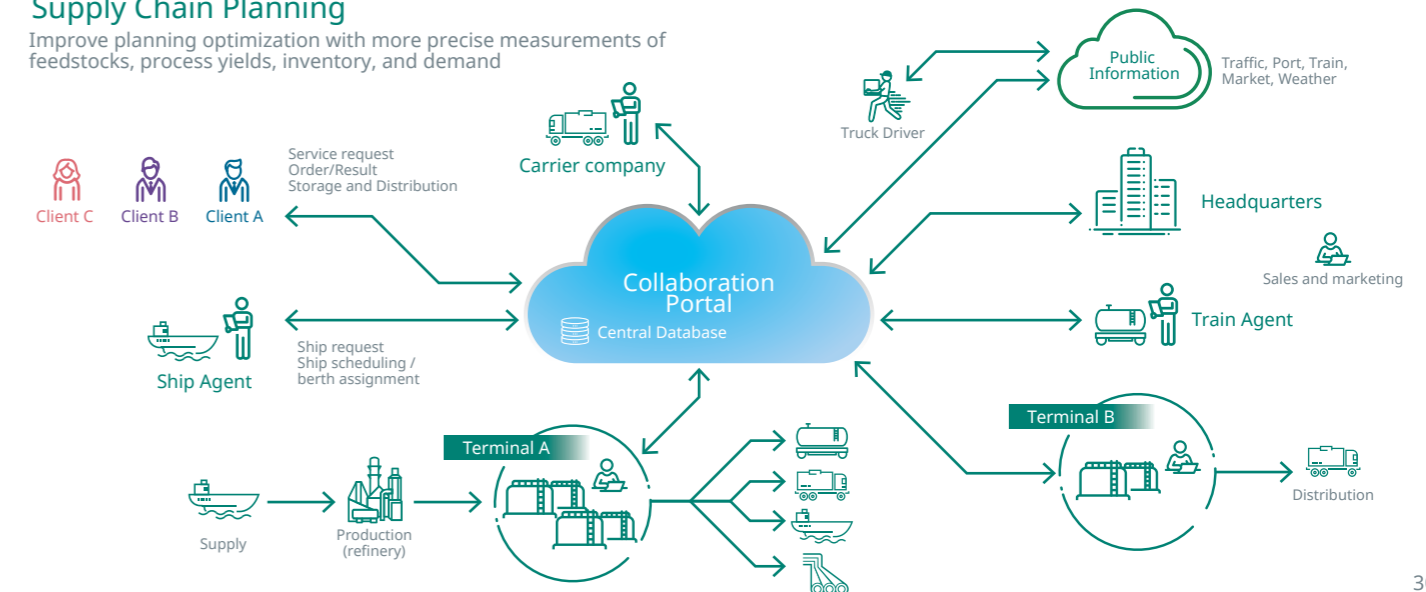 Supply Chain Planning
Improve planning optimization with more precise measurements of
feedstocks, process yields, inventory, and demand
Public
Information
Traffic, Port, Train,
Market, Weather
Truck Driver
Carrier company
Service request
Order/Result
Storage and Distribution
Client C
Client B
Client A
Headquarters
Sales and marketing
Collaboration
Portal
Central Database
Train Agent
Ship request
Ship scheduling /
berth assignment
Ship Agent
Terminal B
Terminal A
Distribution
Supply
Production
(refinery)